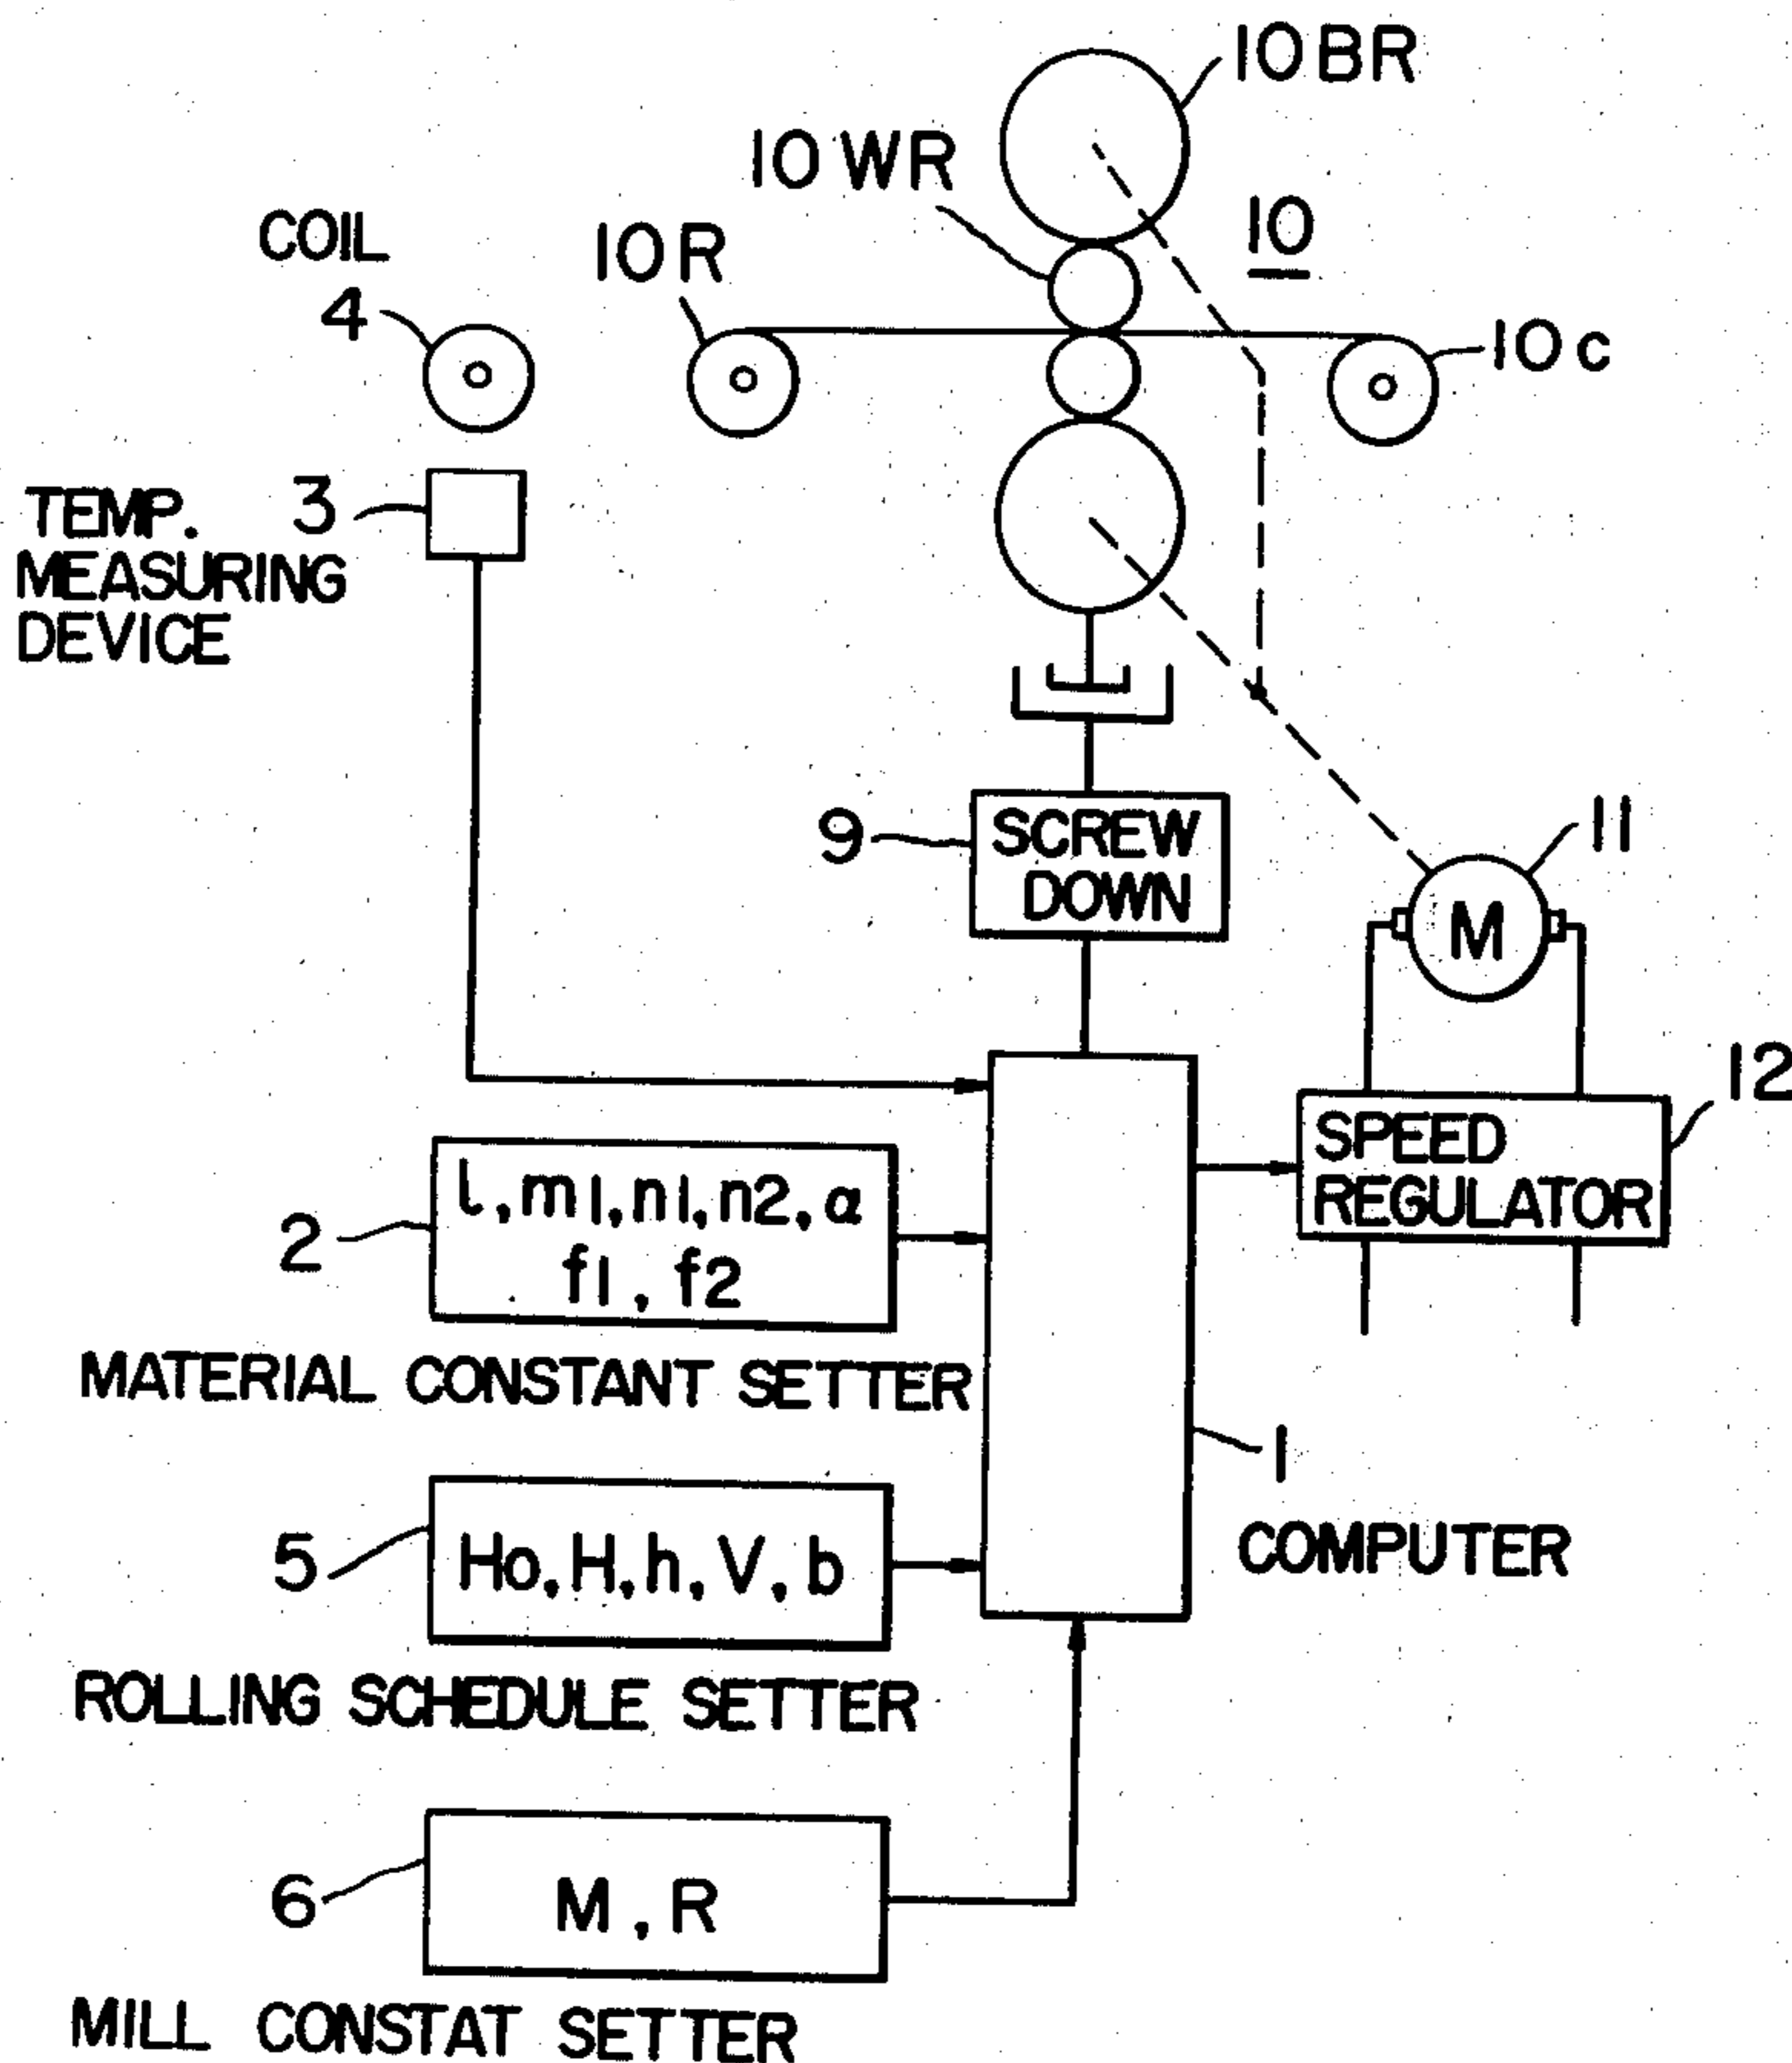 10BR
10WR
10
COIL
10R
4
10c
TEMP.
MEASURING
DEVICE
3
9
SCREW
DOWN
11
M
12
SPEED
REGULATOR
2
l, m1, n1, n2, α
f1, f2
MATERIAL CONSTANT SETTER
1
COMPUTER
5
Ho, H, h, V, b
ROLLING SCHEDULE SETTER
6
M, R
MILL CONSTAT SETTER